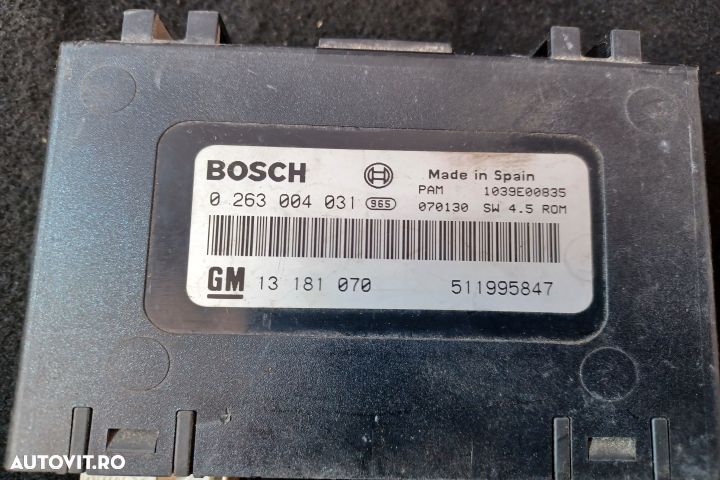 BOSCH Made in Spain
PAM 1039E00835
0 263 004 031 965 070130 SW 4.5 ROM
GM 13 181 070 511995847
AUTOVIT.RO